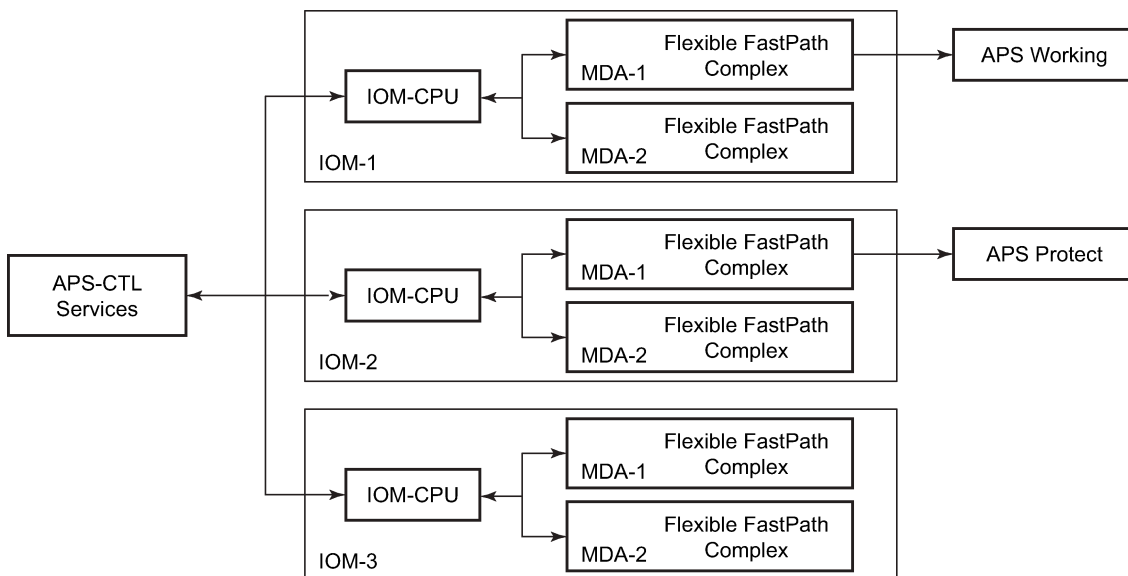 Flexible FastPath
Complex
MDA-1
APS Working
IOM-CPU
Flexible FastPath
Complex
MDA-2
IOM-1
Flexible FastPath
Complex
MDA-1
APS Protect
APS-CTL
Services
IOM-CPU
Flexible FastPath
Complex
MDA-2
IOM-2
Flexible FastPath
Complex
MDA-1
IOM-CPU
Flexible FastPath
Complex
MDA-2
IOM-3